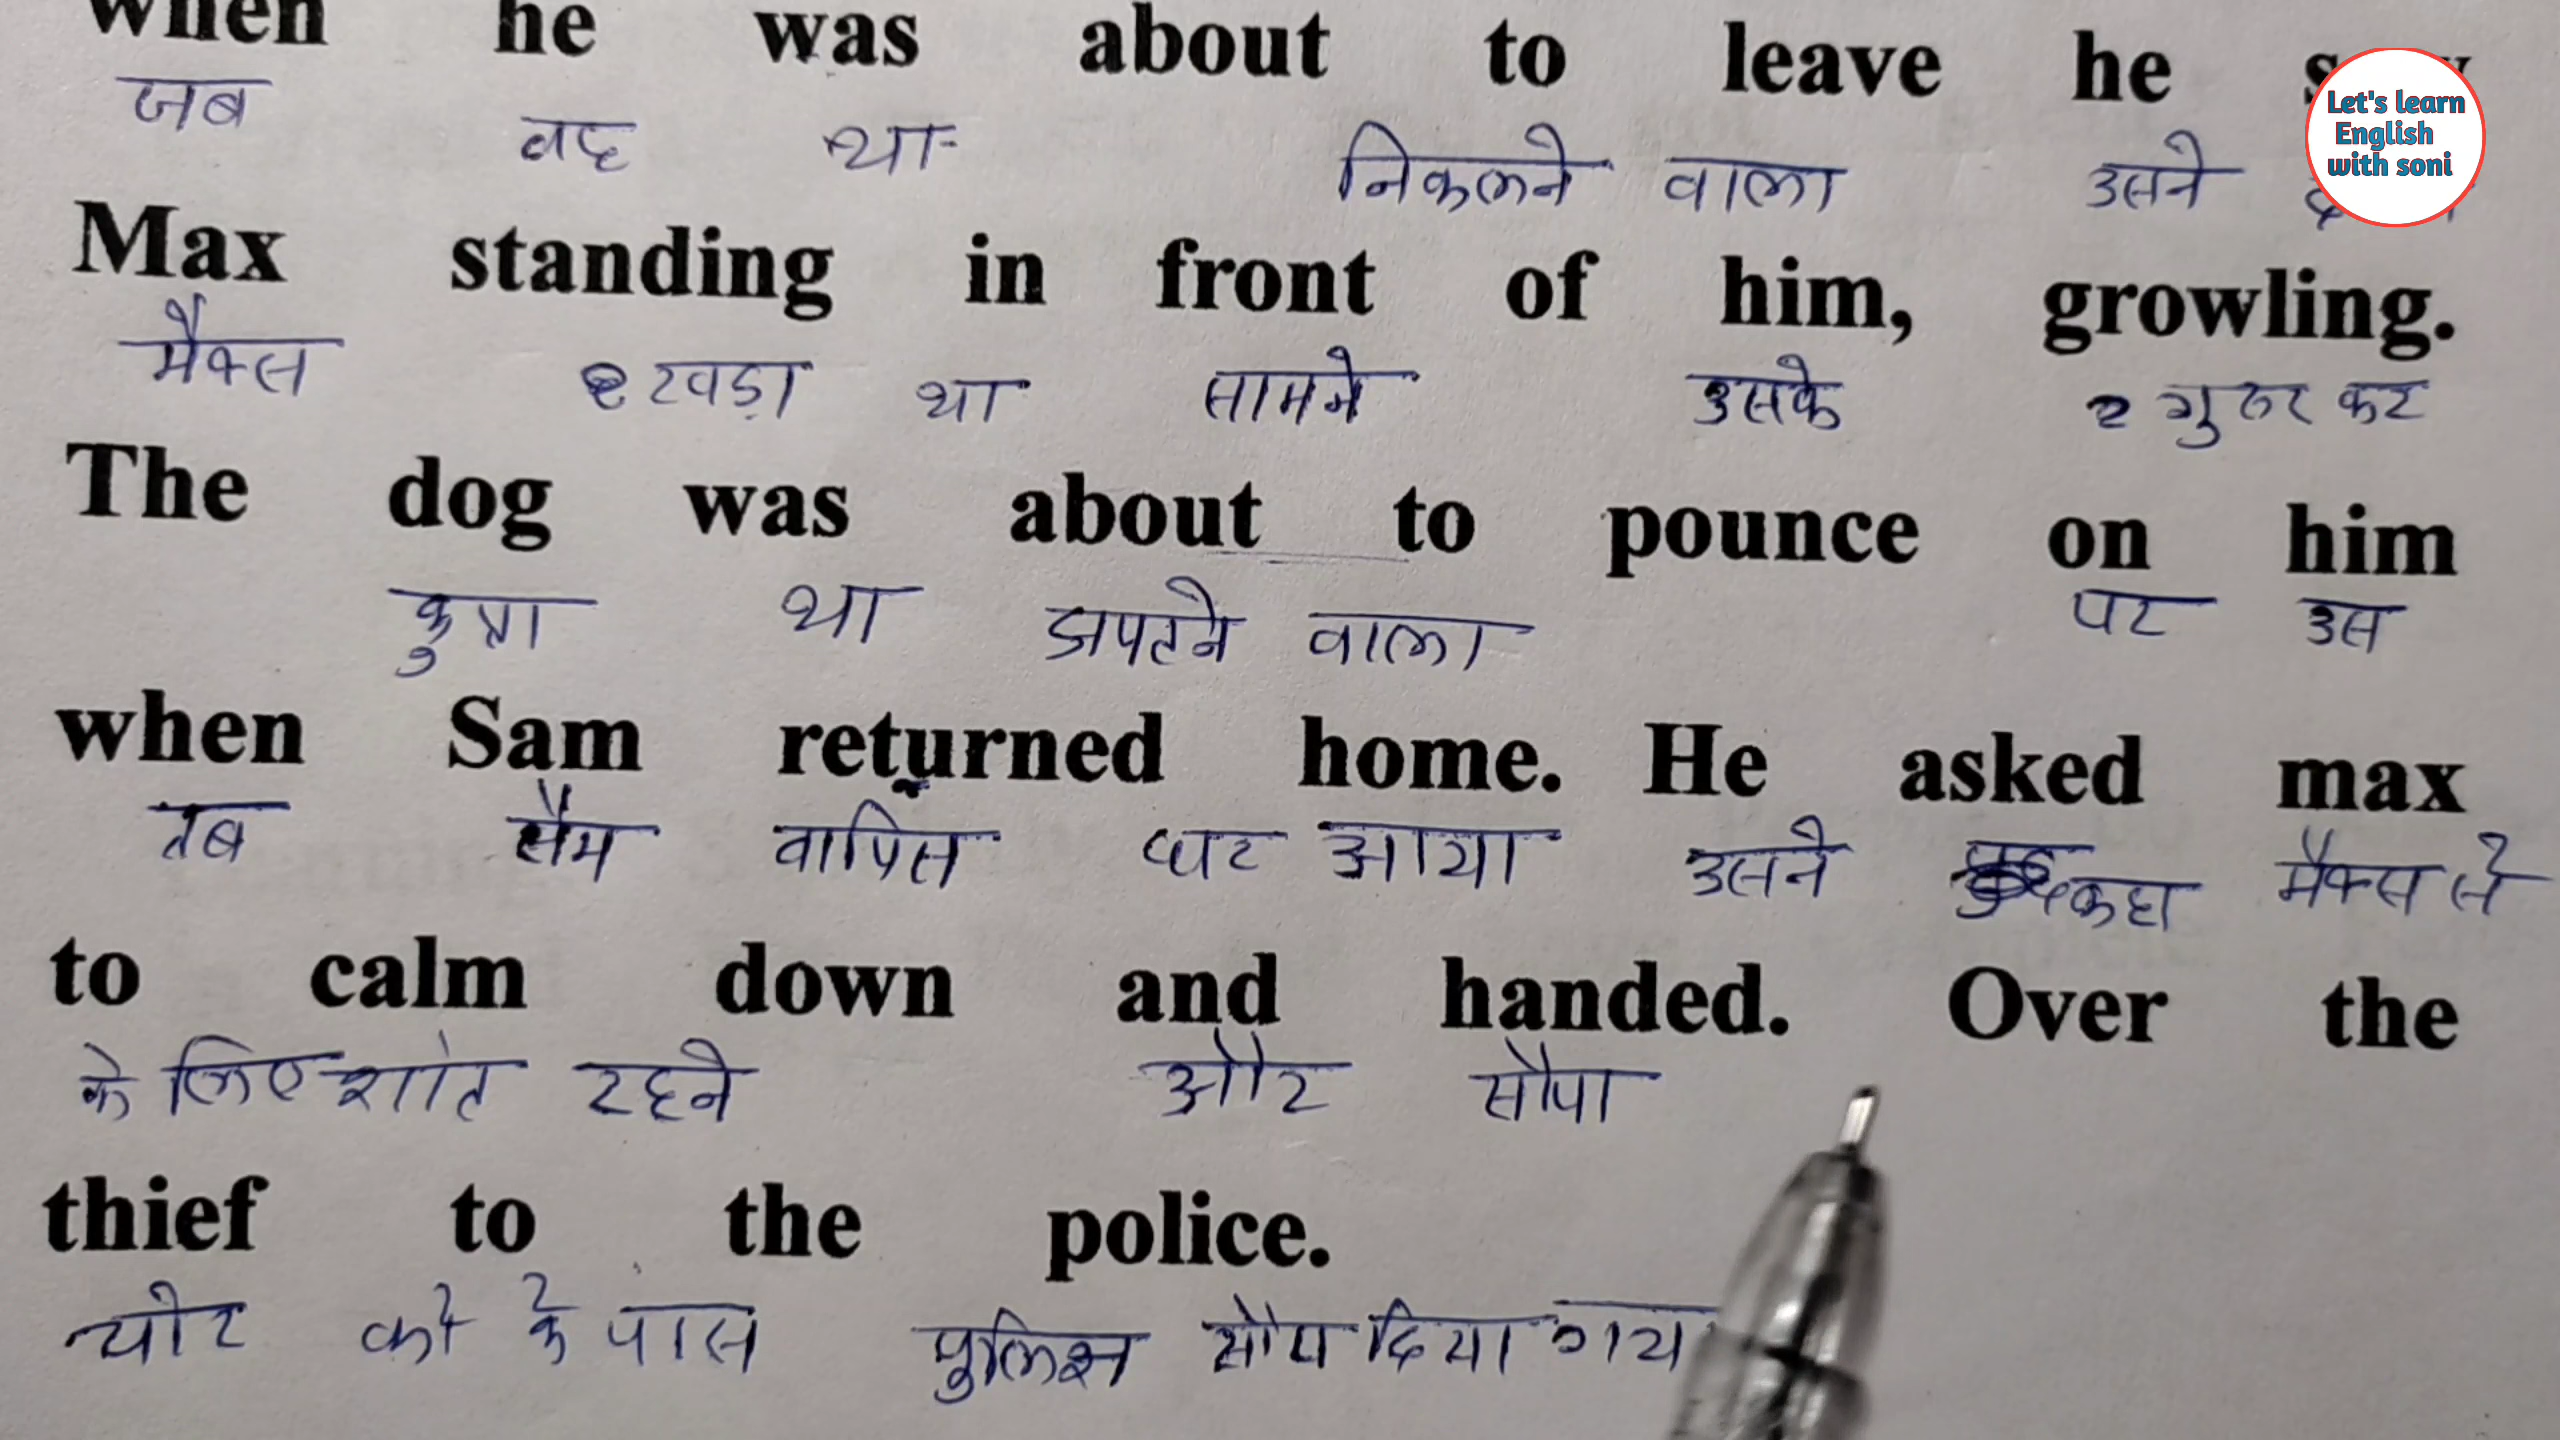 when he was about to leave he
जब वह था निकलने वाला उसने
Let's learn
English
with soni
Max standing in front of him, growling.
मैक्स खड़ा था सामने उसके कर
The dog was about to pounce on him
कुत्ता था झपटने वाला पर उस
when Sam returned home. He asked max
तब सैम वापिस घर आया उसने कहा मैक्स से
to calm down and handed. Over the
के लिए शांत रहने और सौपा
thief to the police.
चोर को के पास पुलिस सौप दिया